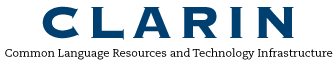 CLARIN
Common Language Resources and Technology Infrastructure